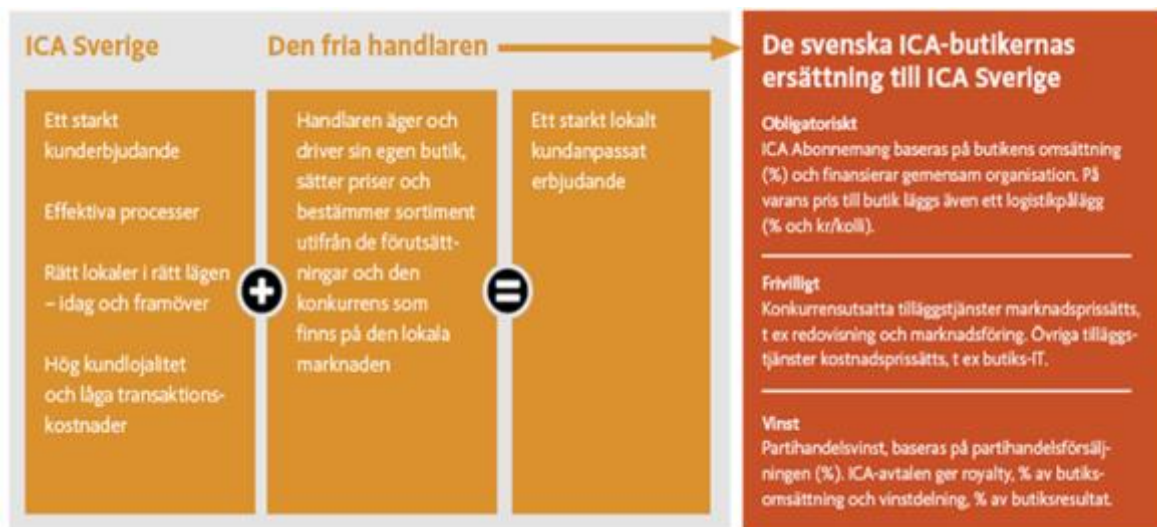 ICA Sverige
Ett starkt
kunderbjudande
Effektiva processer
Rätt lokaler i rätt lägen
– idag och framöver
Hög kundlojalitet
och låga transaktions-
kostnader
+
Den fria handlaren
Handlaren äger och
driver sin egen butik,
sätter priser och
bestämmer sortiment
utifrån de förutsätt-
ningar och den
konkurrens som
finns på den lokala
marknaden
=
Ett starkt lokalt
kundanpassat
erbjudande
De svenska ICA-butikernas
ersättning till ICA Sverige
Obligatoriskt
ICA Abonnemang baseras på butikens omsättning
(%) och finansierar gemensam organisation. På
varans pris till butik läggs även ett logistikpålägg
(% och kr/kolli).
Frivilligt
Konkurrensutsatta tilläggstjänster marknadsprissätts,
t ex redovisning och marknadsföring. Övriga tilläggs-
tjänster kostnadsprissätts, t ex butiks-IT.
Vinst
Partihandelsvinst, baseras på partihandelsförsälj-
ningen (%). ICA-avtalen ger royalty, % av butiks-
omsättning och vinstdelning, % av butiksresultat.